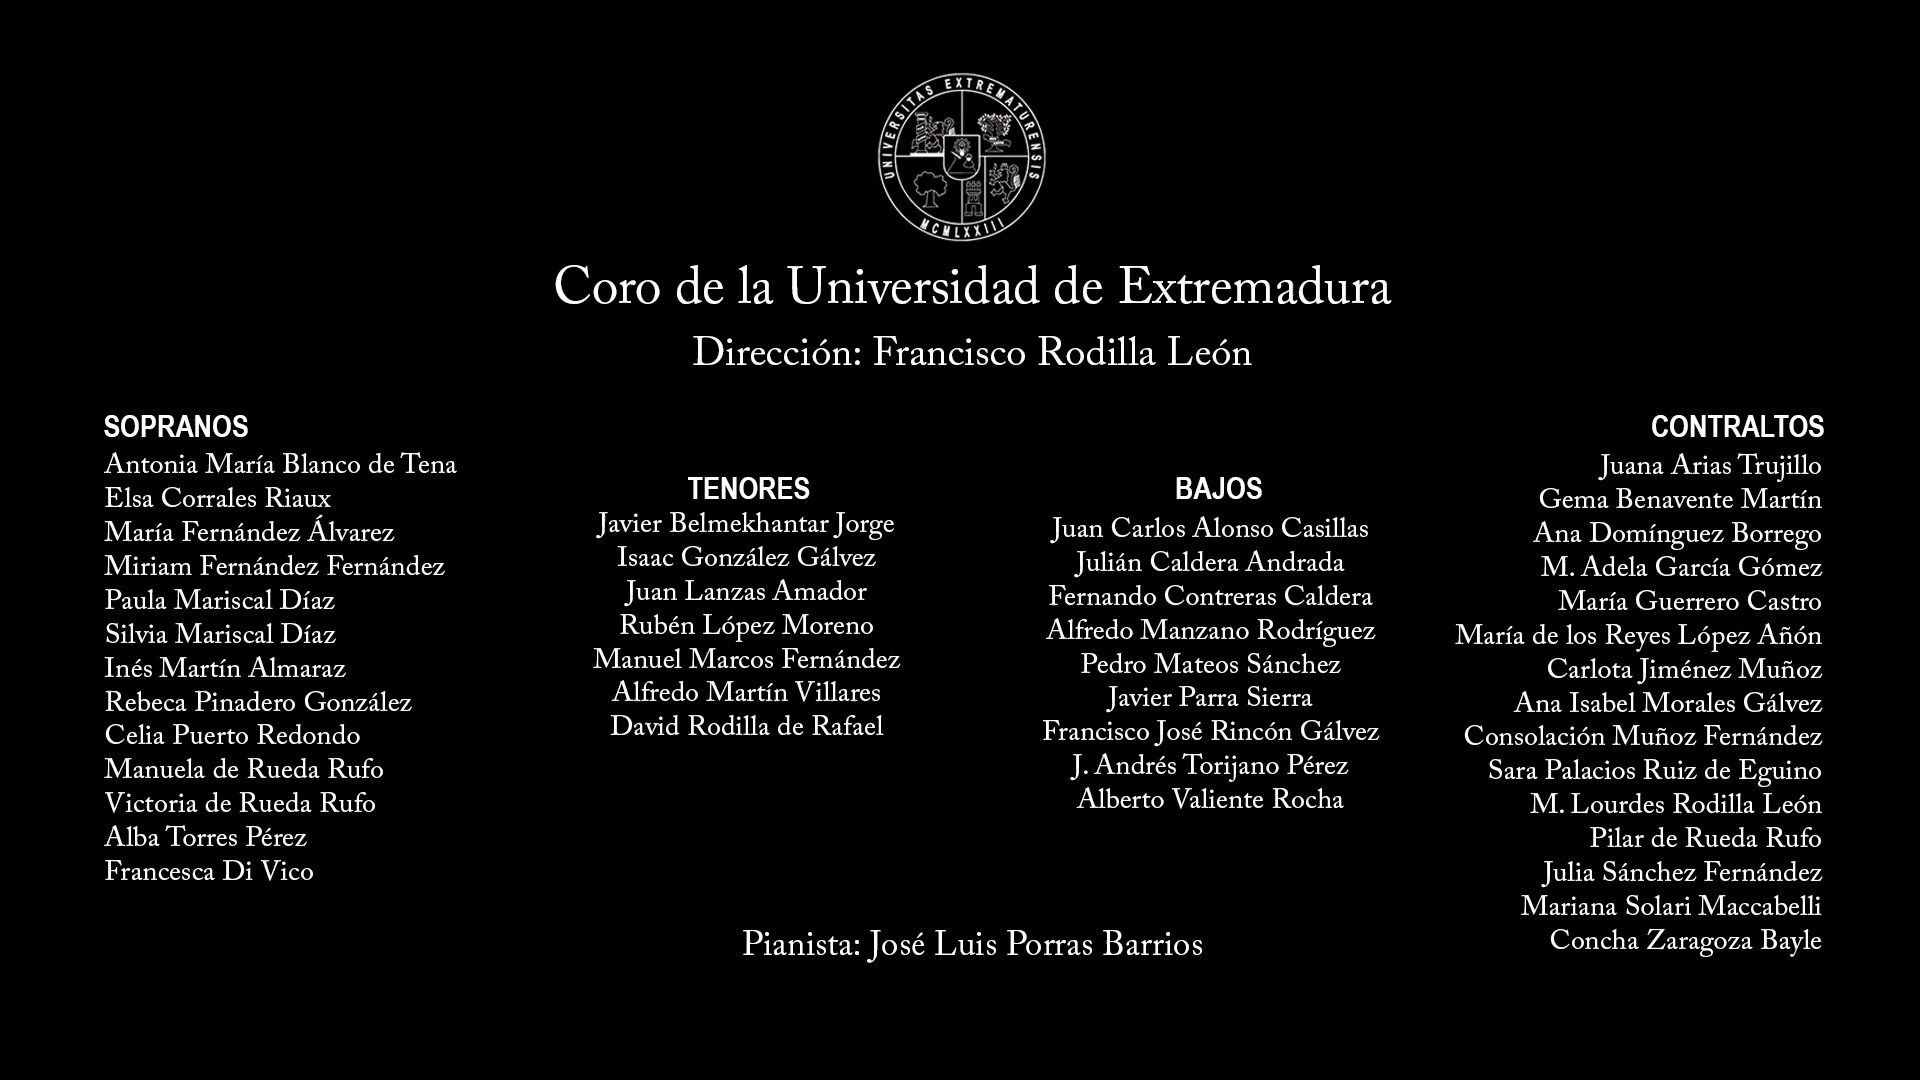 UNIVERSITAS EXTREMATURENSIS
MCMLXXIII
Coro de la Universidad de Extremadura
Dirección: Francisco Rodilla León
SOPRANOS
Antonia María Blanco de Tena
Elsa Corrales Riaux
María Fernández Álvarez
Miriam Fernández Fernández
Paula Mariscal Díaz
Silvia Mariscal Díaz
Inés Martín Almaraz
Rebeca Pinadero González
Celia Puerto Redondo
Manuela de Rueda Rufo
Victoria de Rueda Rufo
Alba Torres Pérez
Francesca Di Vico
TENORES
Javier Belmekhantar Jorge
Isaac González Gálvez
Juan Lanzas Amador
Rubén López Moreno
Manuel Marcos Fernández
Alfredo Martín Villares
David Rodilla de Rafael
BAJOS
Juan Carlos Alonso Casillas
Julián Caldera Andrada
Fernando Contreras Caldera
Alfredo Manzano Rodríguez
Pedro Mateos Sánchez
Javier Parra Sierra
Francisco José Rincón Gálvez
J. Andrés Torijano Pérez
Alberto Valiente Rocha
CONTRALTOS
Juana Arias Trujillo
Gema Benavente Martín
Ana Domínguez Borrego
M. Adela García Gómez
María Guerrero Castro
María de los Reyes López Añón
Carlota Jiménez Muñoz
Ana Isabel Morales Gálvez
Consolación Muñoz Fernández
Sara Palacios Ruiz de Eguino
M. Lourdes Rodilla León
Pilar de Rueda Rufo
Julia Sánchez Fernández
Mariana Solari Maccabelli
Concha Zaragoza Bayle
Pianista: José Luis Porras Barrios